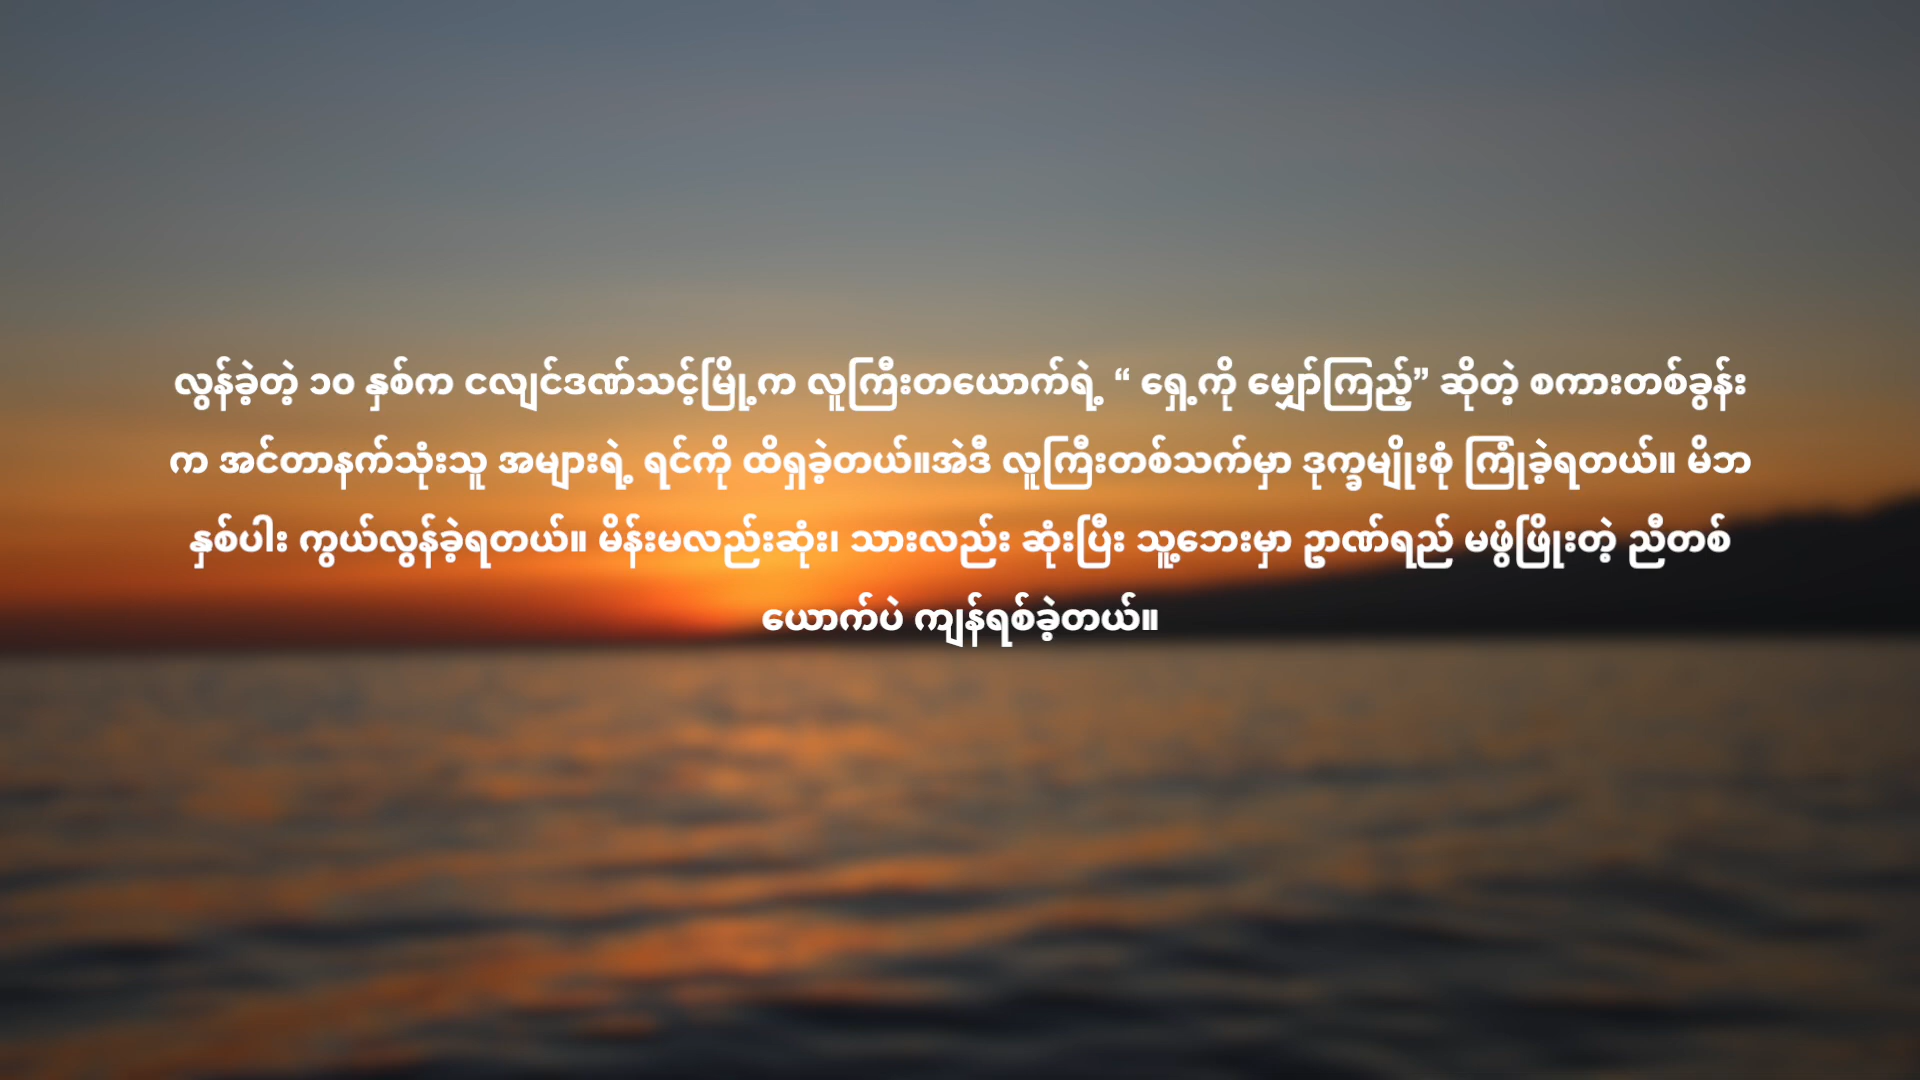 လွန်ခဲ့တဲ့ ၁၀ နှစ်က ငလျင်ဒဏ်သင့်မြို့က လူကြီးတယောက်ရဲ့ “ ရှေ့ကို မျှော်ကြည့်” ဆိုတဲ့ စကားတစ်ခွန်း
က အင်တာနက်သုံးသူ အများရဲ့ ရင်ကို ထိရှခဲ့တယ်။အဲဒီ လူကြီးတစ်သက်မှာ ဒုက္ခမျိုးစုံ ကြုံခဲ့ရတယ်။ မိဘ
နှစ်ပါး ကွယ်လွန်ခဲ့ရတယ်။ မိန်းမလည်းဆုံး၊ သားလည်း ဆုံးပြီး သူ့ဘေးမှာ ဥာဏ်ရည် မဖွံ့ဖြိုးတဲ့ ညီတစ်
ယောက်ပဲ ကျန်ရစ်ခဲ့တယ်။